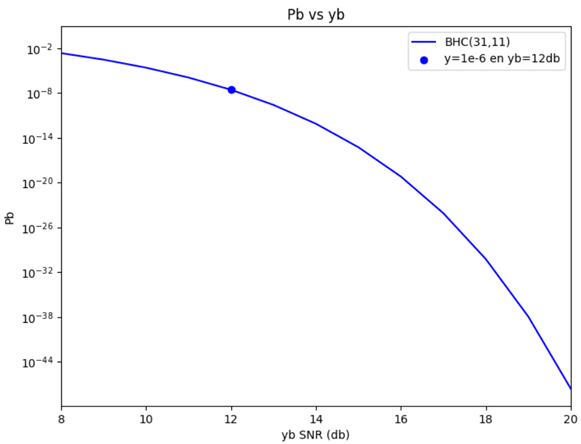 Pb vs yb
BHC(31,11)
y=1e-6 en yb=12db
Pb
10⁻²
10⁻⁸
10⁻¹⁴
10⁻²⁰
10⁻²⁶
10⁻³²
10⁻³⁸
10⁻⁴⁴
8 10 12 14 16 18 20
yb SNR (db)